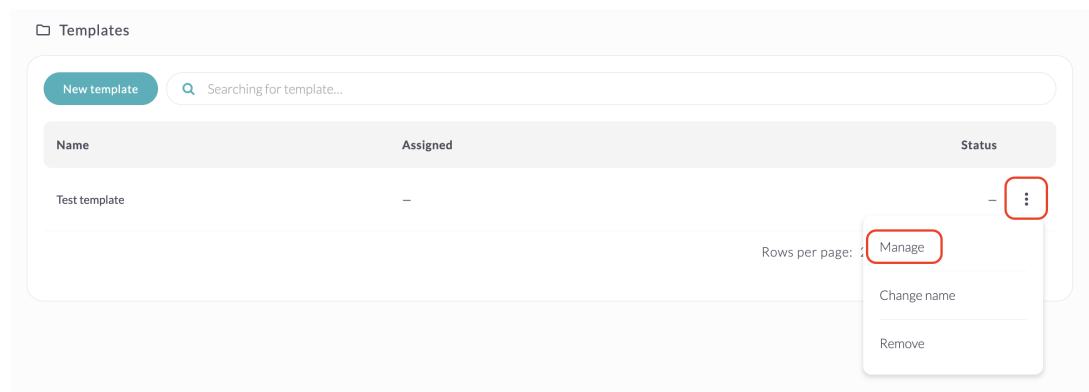 Templates
New template
Searching for template...
Name Assigned Status
Test template – –
Rows per page:
Manage
Change name
Remove